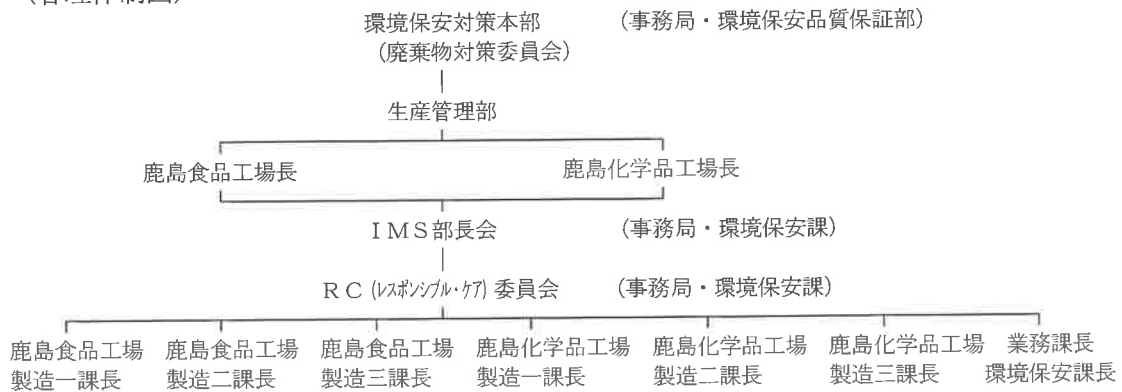 環境保安対策本部 （事務局・環境保安品質保証部）
（廃棄物対策委員会）
生産管理部
鹿島食品工場長 鹿島化学品工場長
ＩＭＳ部長会 （事務局・環境保安課）
ＲＣ（ﾚｽﾎﾟﾝｼﾌﾞﾙ・ｹｱ）委員会 （事務局・環境保安課）
鹿島食品工場 鹿島食品工場 鹿島食品工場 鹿島化学品工場 鹿島化学品工場 鹿島化学品工場 業務課長
製造一課長 製造二課長 製造三課長 製造一課長 製造二課長 製造三課長 環境保安課長